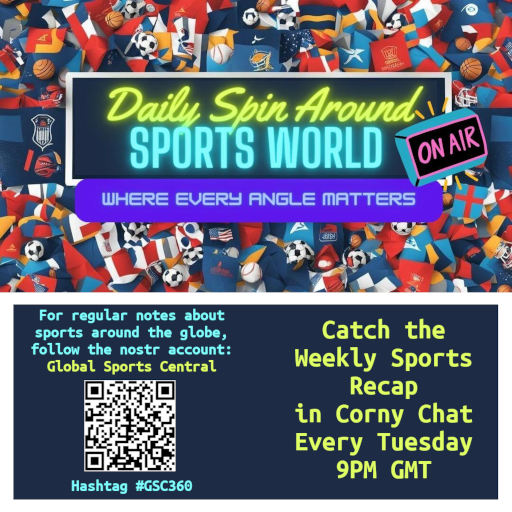 Daily Spin Around
SPORTS WORLD
ON AIR
WHERE EVERY ANGLE MATTERS
For regular notes about
sports around the globe,
follow the nostr account:
Global Sports Central
Hashtag #GSC360
Catch the
Weekly Sports
Recap
in Corny Chat
Every Tuesday
9PM GMT